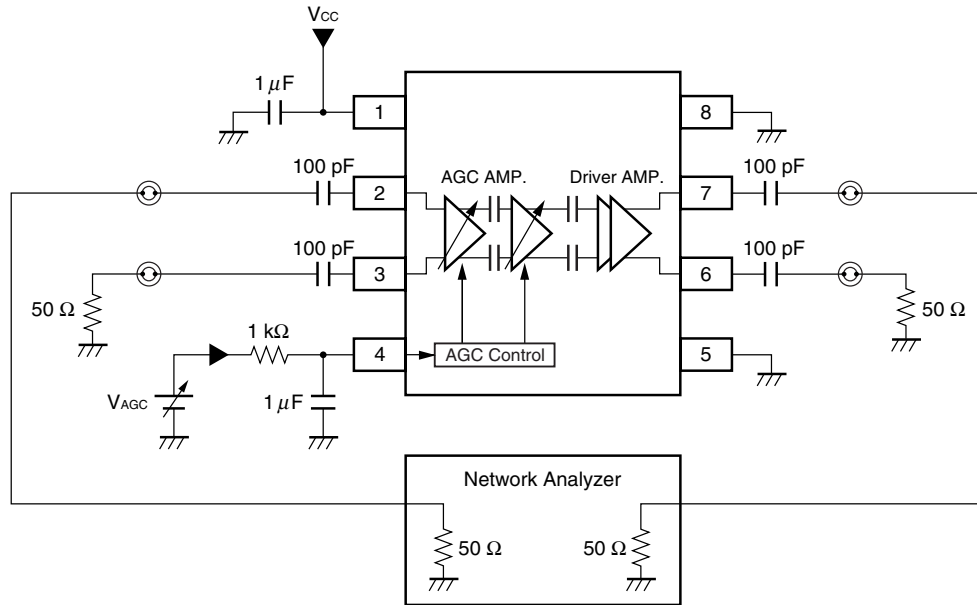 VCC
1 μF
1
8
100 pF
2
AGC AMP.
Driver AMP.
7
100 pF
100 pF
3
6
100 pF
50 Ω
50 Ω
1 kΩ
4
AGC Control
5
VAGC
1 μF
Network Analyzer
50 Ω
50 Ω